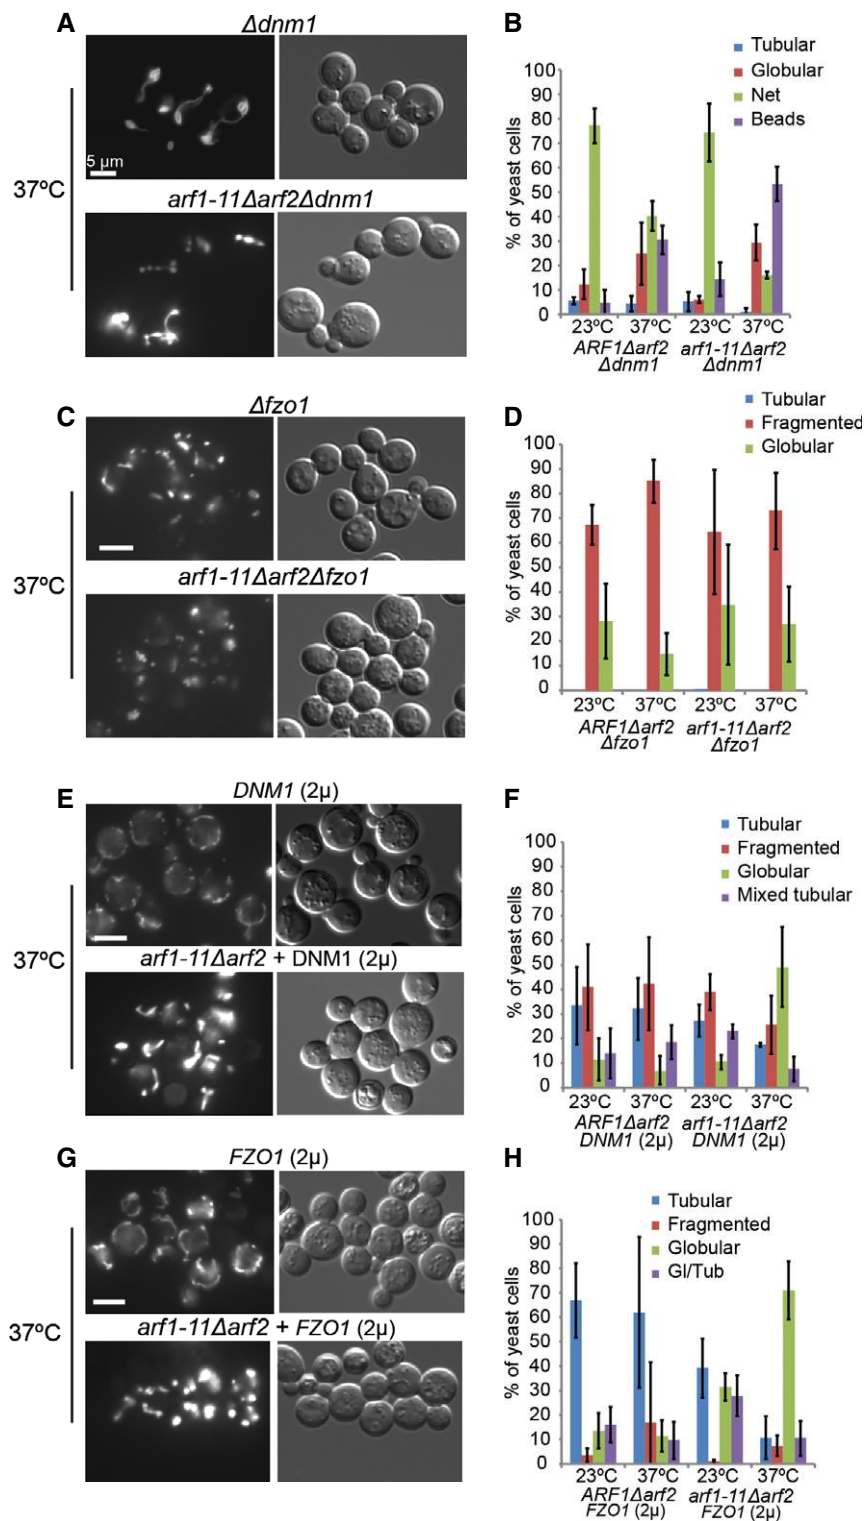 A
Δdnm1
5 µm
37ºC
arf1-11Δarf2Δdnm1
B
Tubular
Globular
Net
Beads
% of yeast cells
100
90
80
70
60
50
40
30
20
10
0
23ºC 37ºC 23ºC 37ºC
ARF1Δarf2 arf1-11Δarf2
Δdnm1 Δdnm1
C
Δfzo1
37ºC
arf1-11Δarf2Δfzo1
D
Tubular
Fragmented
Globular
% of yeast cells
100
90
80
70
60
50
40
30
20
10
0
23ºC 37ºC 23ºC 37ºC
ARF1Δarf2 arf1-11Δarf2
Δfzo1 Δfzo1
E
DNM1 (2µ)
37ºC
arf1-11Δarf2 + DNM1 (2µ)
F
Tubular
Fragmented
Globular
Mixed tubular
% of yeast cells
100
90
80
70
60
50
40
30
20
10
0
23ºC 37ºC 23ºC 37ºC
ARF1Δarf2 arf1-11Δarf2
DNM1 (2µ) DNM1 (2µ)
G
FZO1 (2µ)
37ºC
arf1-11Δarf2 + FZO1 (2µ)
H
Tubular
Fragmented
Globular
Gl/Tub
% of yeast cells
100
90
80
70
60
50
40
30
20
10
0
23ºC 37ºC 23ºC 37ºC
ARF1Δarf2 arf1-11Δarf2
FZO1 (2µ) FZO1 (2µ)